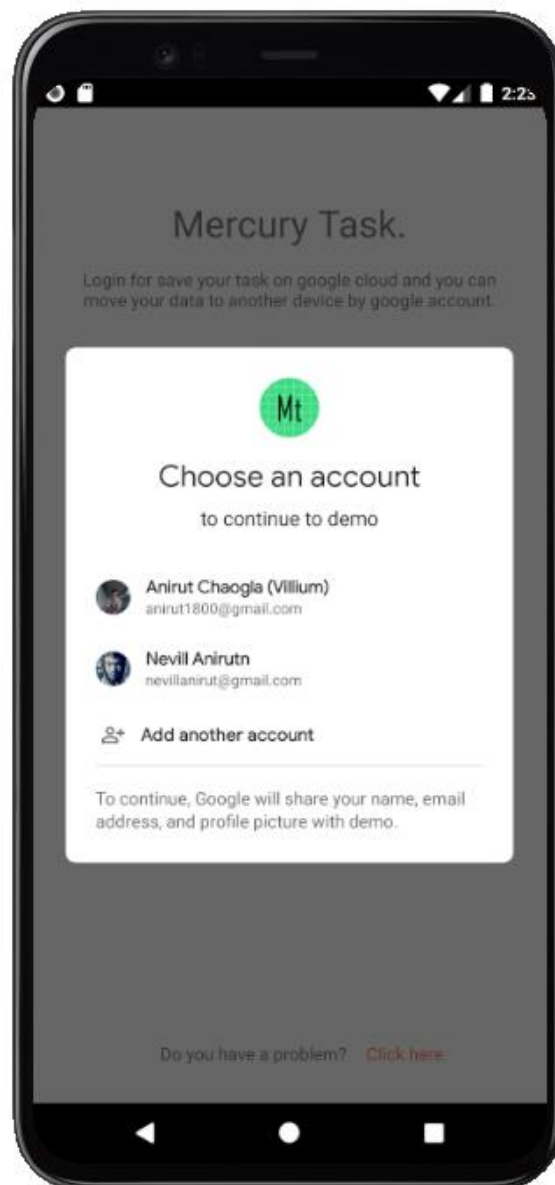 2:23
Mercury Task.
Login for save your task on google cloud and you can
move your data to another device by google account.
Mt
Choose an account
to continue to demo
Anirut Chaogla (Villium)
anirut1800@gmail.com
Nevill Anirutn
nevillanirut@gmail.com
Add another account
To continue, Google will share your name, email
address, and profile picture with demo.
Do you have a problem? Click here.